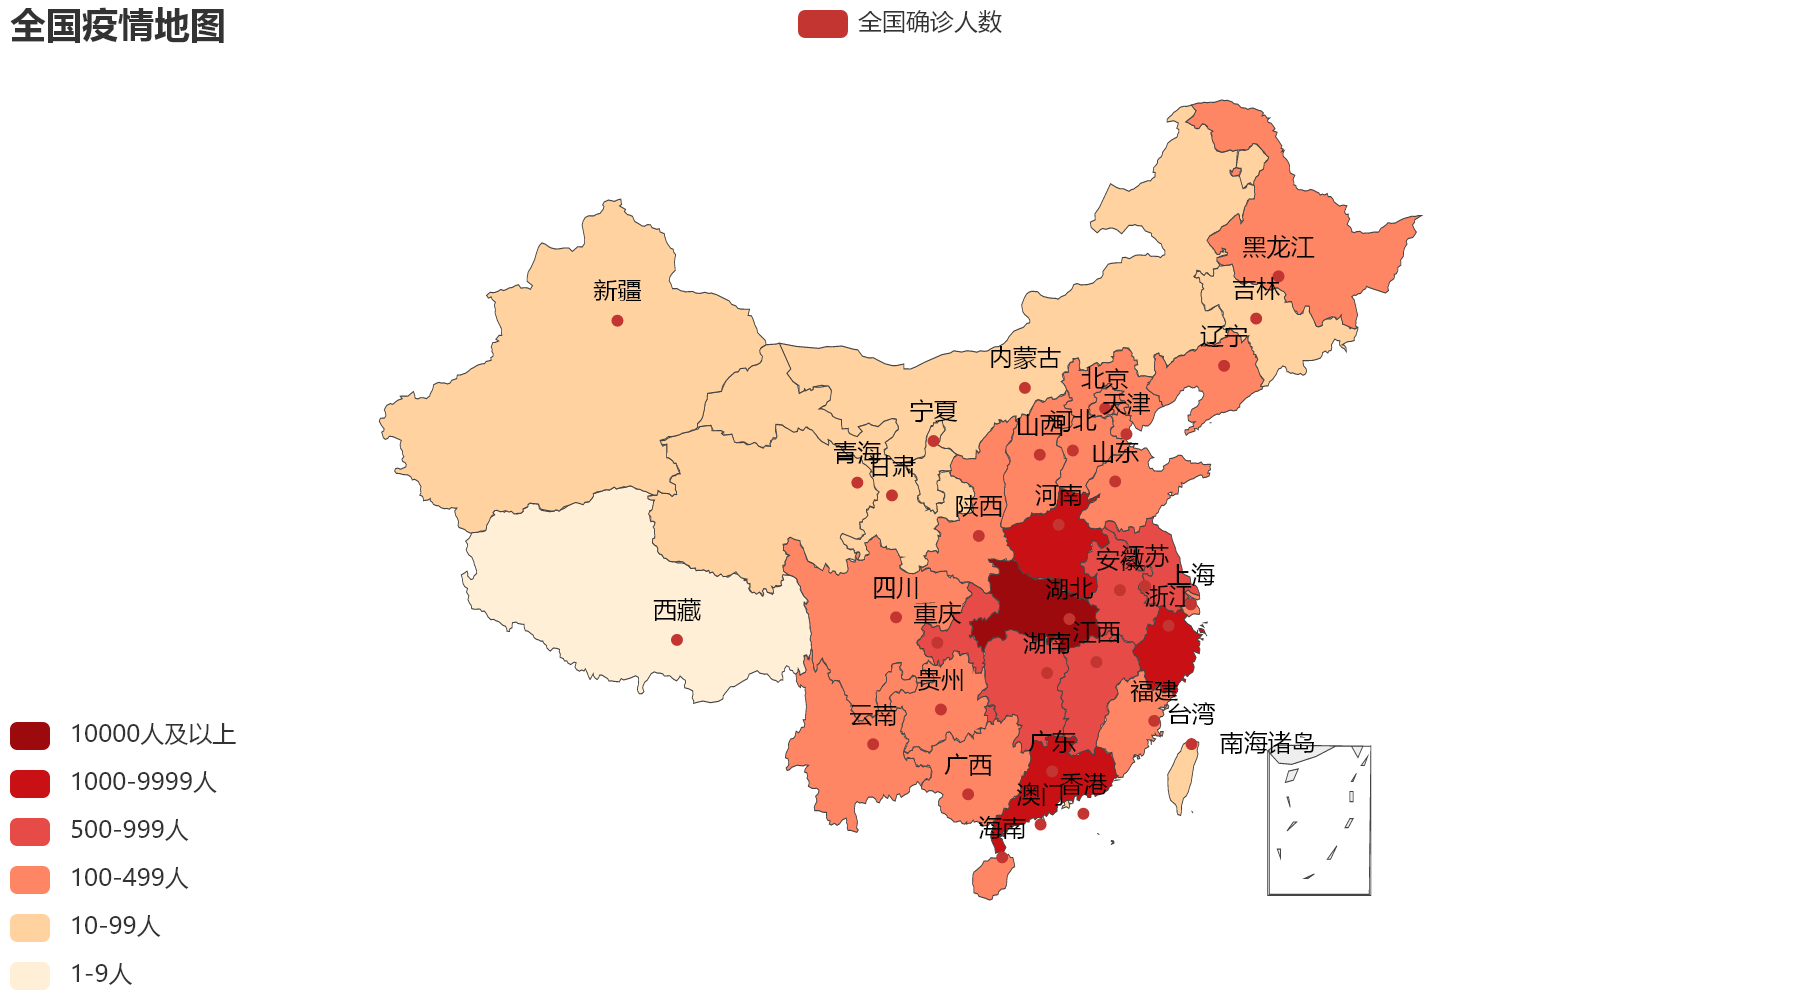 全国疫情地图
全国确诊人数
黑龙江
新疆
吉林
辽宁
内蒙古
北京
天津
宁夏
山西
河北
青海
甘肃
山东
河南
陕西
安徽
江苏
上海
四川
湖北
浙江
西藏
重庆
江西
湖南
贵州
福建
云南
台湾
广东
南海诸岛
广西
香港
澳门
海南
10000人及以上
1000-9999人
500-999人
100-499人
10-99人
1-9人